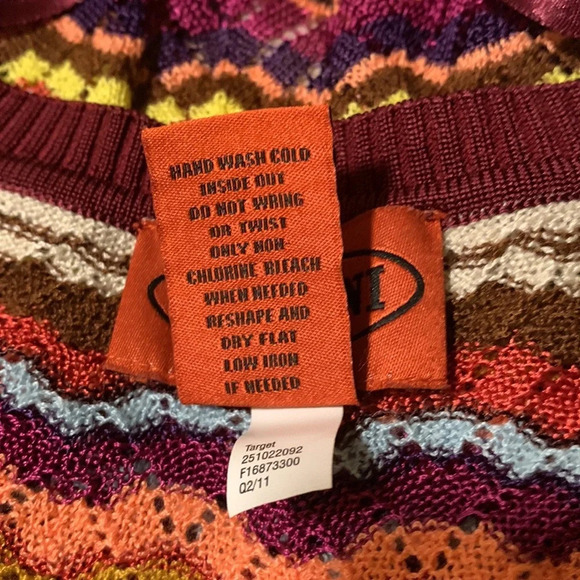 HAND WASH COLD
INSIDE OUT
DO NOT WRING
OR TWIST
ONLY NON-
CHLORINE BLEACH
WHEN NEEDED
RESHAPE AND
DRY FLAT
LOW IRON
IF NEEDED
Target
251022092
F16873300
Q2/11